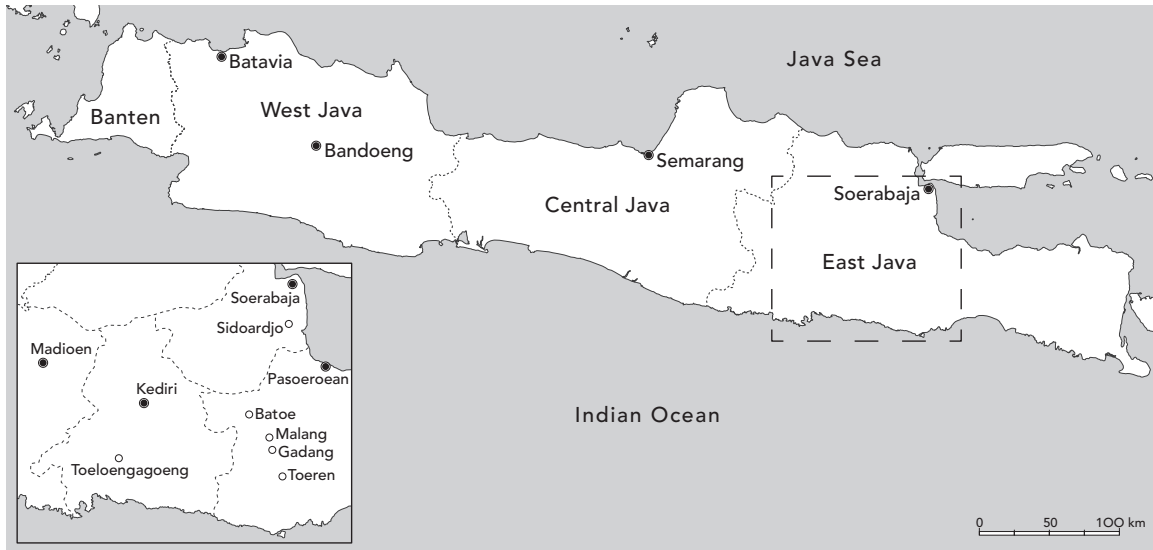 Java Sea
Batavia
West Java
Banten
Bandoeng
Semarang
Soerabaja
Central Java
East Java
Indian Ocean
Soerabaja
Sidoardjo
Madioen
Pasoeroean
Kediri
Batoe
Malang
Gadang
Toeloengagoeng
Toeren
0 50 100 km